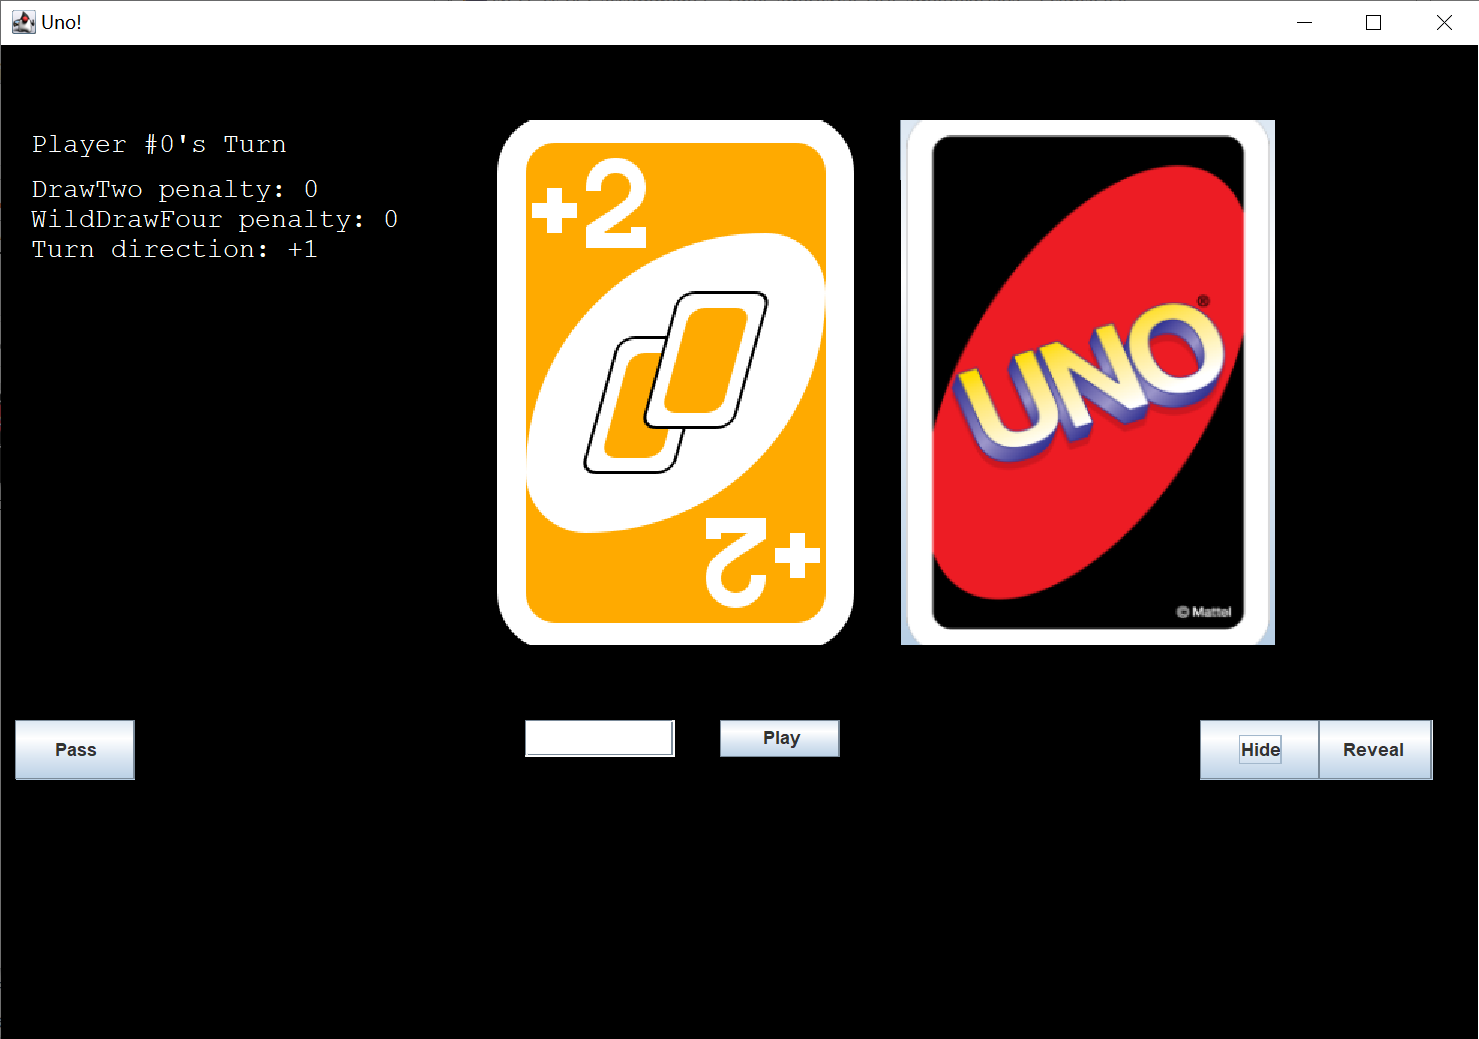 Uno!
Player #0's Turn
DrawTwo penalty: 0
WildDrawFour penalty: 0
Turn direction: +1
+2
+2
UNO®
© Mattel
Pass
Play
Hide
Reveal